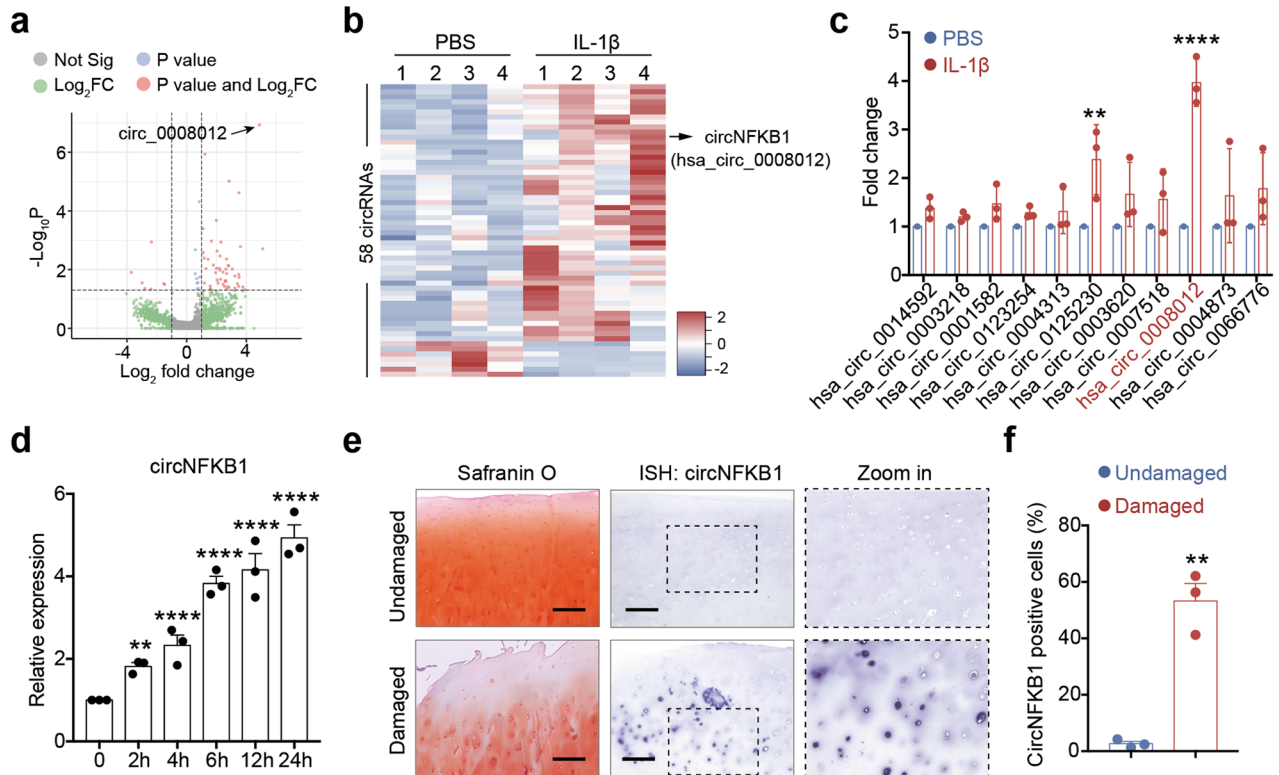 a
Not Sig
P value
Log₂FC
P value and Log₂FC
circ_0008012
6
4
2
0
-Log₁₀P
-4
0
4
Log₂ fold change
b
PBS
IL-1β
1 2 3 4 1 2 3 4
58 circRNAs
circNFKB1
(hsa_circ_0008012)
2
0
-2
c
PBS
IL-1β
Fold change
5
4
3
2
1
0
**
****
hsa_circ_0014592
hsa_circ_0003218
hsa_circ_0001582
hsa_circ_0123254
hsa_circ_0004313
hsa_circ_0125230
hsa_circ_0003620
hsa_circ_0007518
hsa_circ_0008012
hsa_circ_0004873
hsa_circ_0066776
d
circNFKB1
Relative expression
6
4
2
0
**
****
****
****
****
0 2h 4h 6h 12h 24h
e
Safranin O
ISH: circNFKB1
Zoom in
Undamaged
Damaged
f
Undamaged
Damaged
CircNFKB1 positive cells (%)
80
60
40
20
0
**